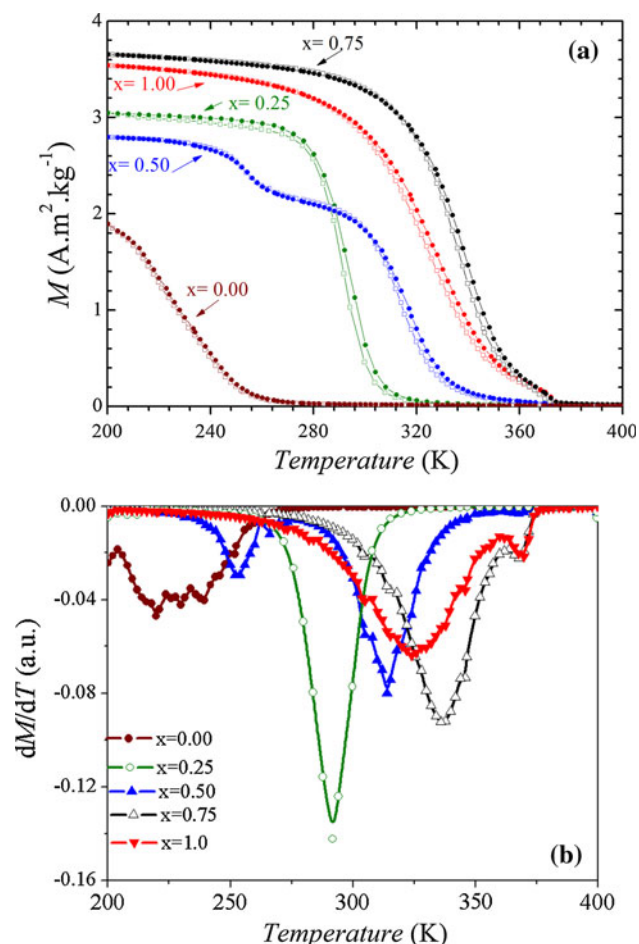 (a)
x= 0.75
x= 1.00
x= 0.25
x= 0.50
x= 0.00
M (A.m².kg⁻¹)
4
3
2
1
0
200 240 280 320 360 400
Temperature (K)
0.00
-0.04
-0.08
-0.12
-0.16
dM/dT (a.u.)
x=0.00
x=0.25
x=0.50
x=0.75
x=1.0
(b)
200 250 300 350 400
Temperature (K)